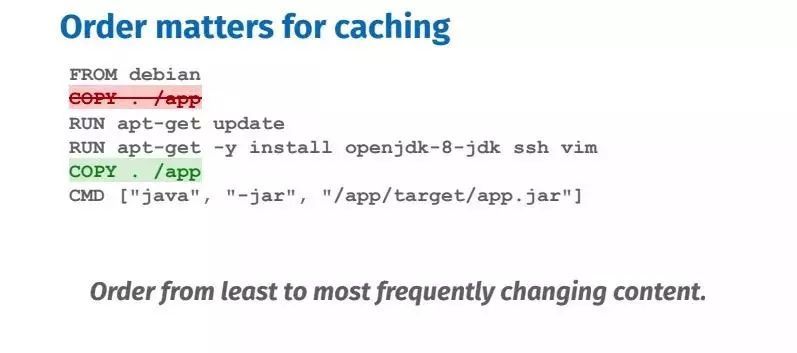 Order matters for caching
FROM debian
COPY . /app
RUN apt-get update
RUN apt-get -y install openjdk-8-jdk ssh vim
COPY . /app
CMD ["java", "-jar", "/app/target/app.jar"]
Order from least to most frequently changing content.